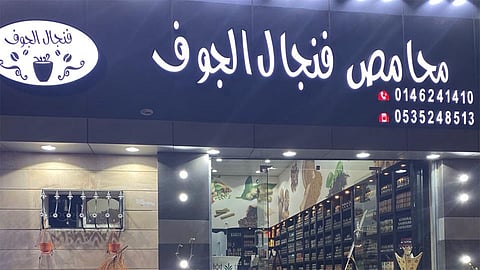 فنجال الجوف
محامص فنجال الجوف
0146241410
0535248513